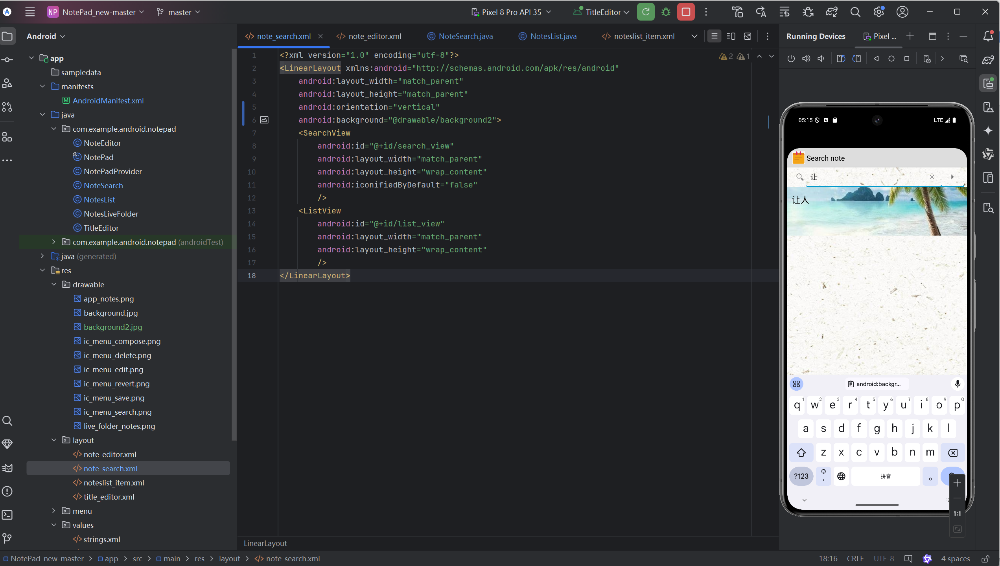 NP NotePad_new-master master Pixel 8 Pro API 35 TitleEditor
Android
app
sampledata
manifests
AndroidManifest.xml
java
com.example.android.notepad
NoteEditor
NotePad
NotePadProvider
NoteSearch
NotesList
NotesLiveFolder
TitleEditor
com.example.android.notepad (androidTest)
java (generated)
res
drawable
app_notes.png
background.jpg
background2.jpg
ic_menu_compose.png
ic_menu_delete.png
ic_menu_edit.png
ic_menu_revert.png
ic_menu_save.png
ic_menu_search.png
live_folder_notes.png
layout
note_editor.xml
note_search.xml
noteslist_item.xml
title_editor.xml
menu
values
strings.xml
note_search.xml note_editor.xml NoteSearch.java NotesList.java noteslist_item.xml
2 1
1 <?xml version="1.0" encoding="utf-8"?>
2 <LinearLayout xmlns:android="http://schemas.android.com/apk/res/android"
3 android:layout_width="match_parent"
4 android:layout_height="match_parent"
5 android:orientation="vertical"
6 android:background="@drawable/background2">
7 <SearchView
8 android:id="@+id/search_view"
9 android:layout_width="match_parent"
10 android:layout_height="wrap_content"
11 android:iconifiedByDefault="false"
12 />
13 <ListView
14 android:id="@+id/list_view"
15 android:layout_width="match_parent"
16 android:layout_height="wrap_content"
17 />
18 </LinearLayout>
LinearLayout
Running Devices Pixel ...
05:15 LTE
Search note
让
让人
android:backgr...
q1 w2 e3 r4 t5 y6 u7 i8 o9 p0
a s d f g h j k l
z x c v b n m
?123 , 拼音 。
1:1
NotePad_new-master > app > src > main > res > layout > note_search.xml
18:16 CRLF UTF-8 4 spaces